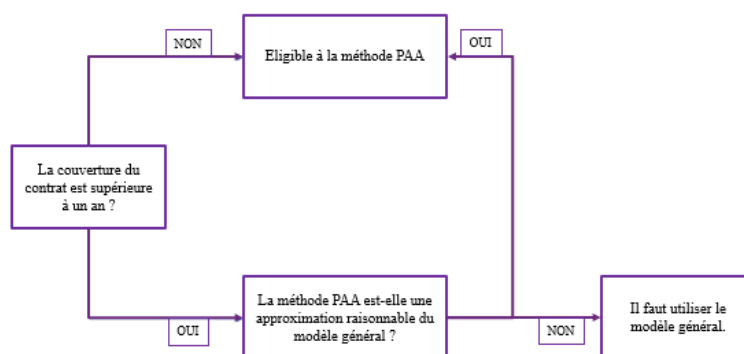 NON
Eligible à la méthode PAA
OUI
La couverture du
contrat est supérieure
à un an ?
OUI
La méthode PAA est-elle une
approximation raisonnable du
modèle général ?
NON
Il faut utiliser le
modèle général.